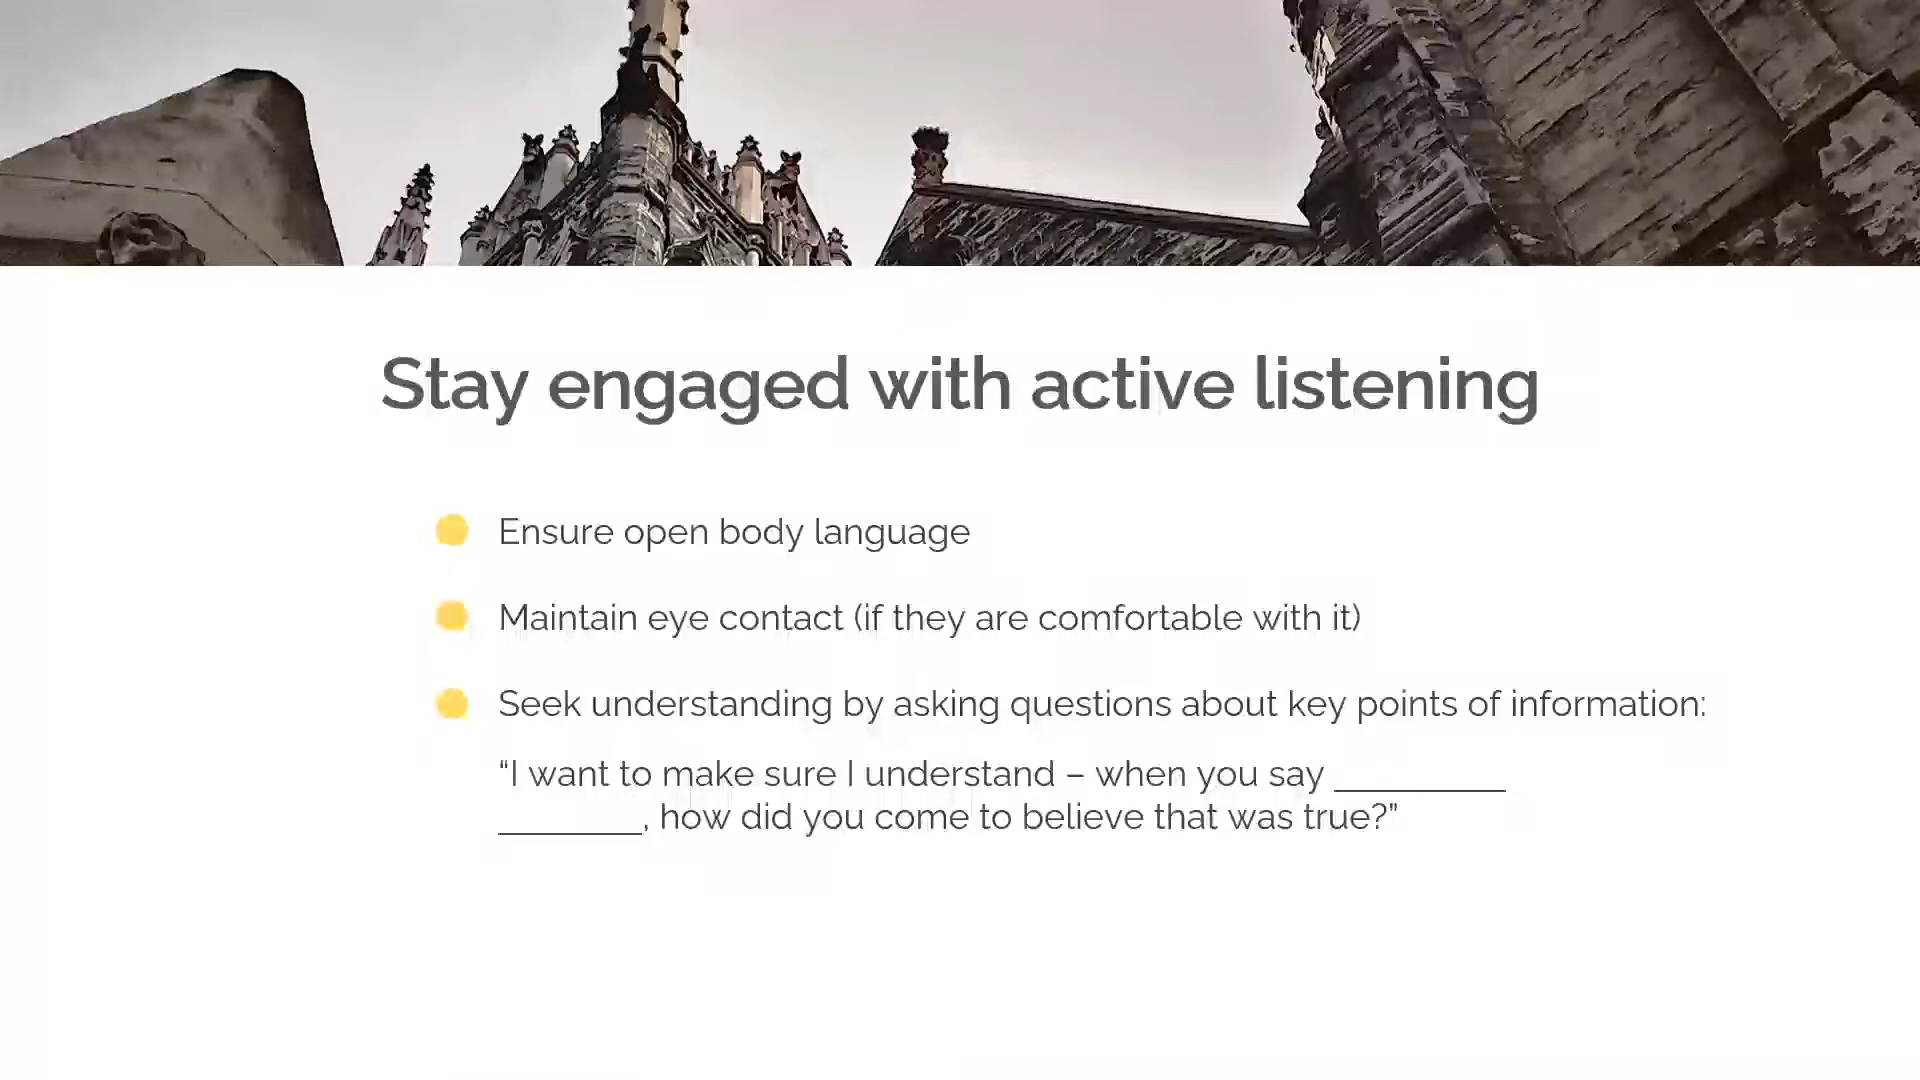 Stay engaged with active listening
Ensure open body language
Maintain eye contact (if they are comfortable with it)
Seek understanding by asking questions about key points of information:
“I want to make sure I understand – when you say _________
________, how did you come to believe that was true?”